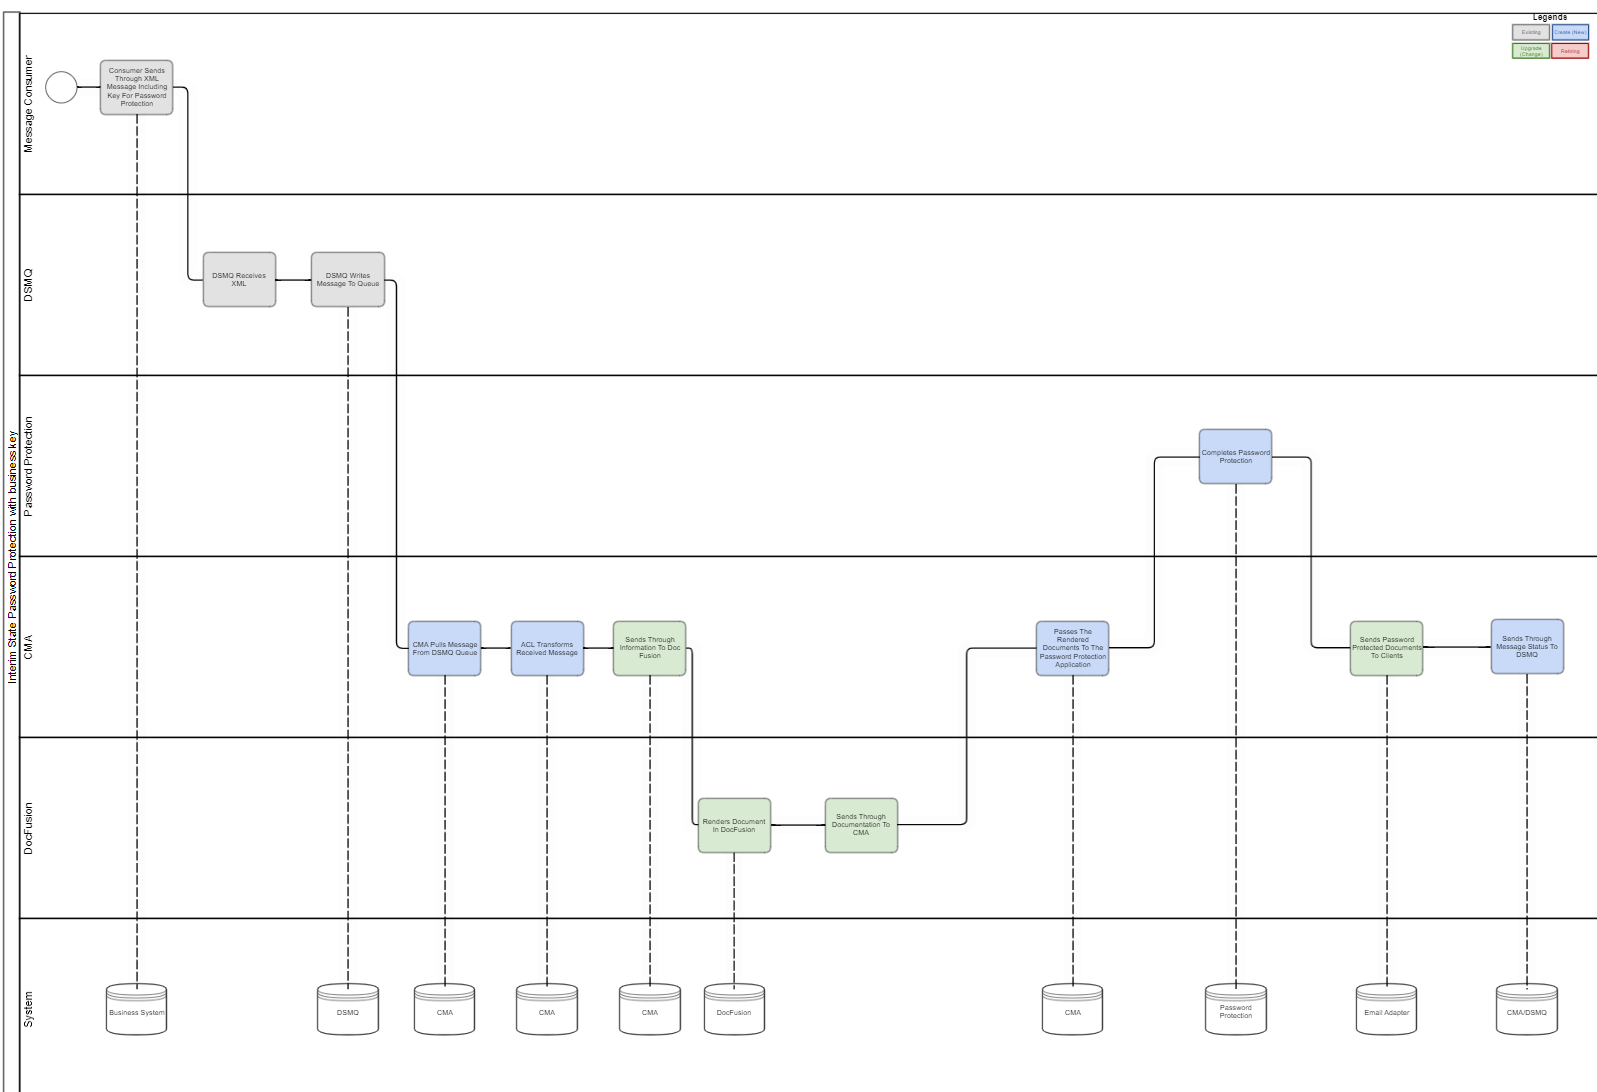 Legends
Existing
Create (New)
Upgrade
(Change)
Retiring
Interim State Password Protection with business key
Message Consumer
Consumer Sends
Through XML
Message Including
Key For Password
Protection
DSMQ
DSMQ Receives
XML
DSMQ Writes
Message To Queue
Password Protection
Completes Password
Protection
CMA
CMA Pulls Message
From DSMQ Queue
ACL Transforms
Received Message
Sends Through
Information To Doc
Fusion
Passes The
Rendered
Documents To The
Password Protection
Application
Sends Password
Protected Documents
To Clients
Sends Through
Message Status To
DSMQ
DocFusion
Renders Document
In DocFusion
Sends Through
Documentation To
CMA
System
Business System
DSMQ
CMA
CMA
CMA
DocFusion
CMA
Password
Protection
Email Adapter
CMA/DSMQ